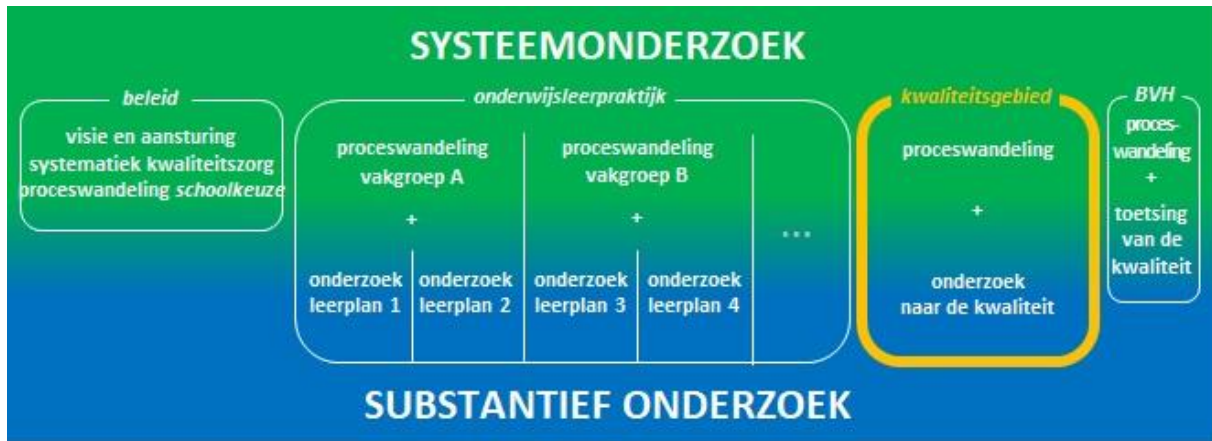 SYSTEEMONDERZOEK
beleid
visie en aansturing
systematiek kwaliteitszorg
proceswandeling schoolkeuze
onderwijsleerpraktijk
proceswandeling
vakgroep A
+
onderzoek
leerplan 1
onderzoek
leerplan 2
proceswandeling
vakgroep B
+
onderzoek
leerplan 3
onderzoek
leerplan 4
...
kwaliteitsgebied
proceswandeling
+
onderzoek
naar de kwaliteit
BVH
proces-
wandeling
+
toetsing
van de
kwaliteit
SUBSTANTIEF ONDERZOEK